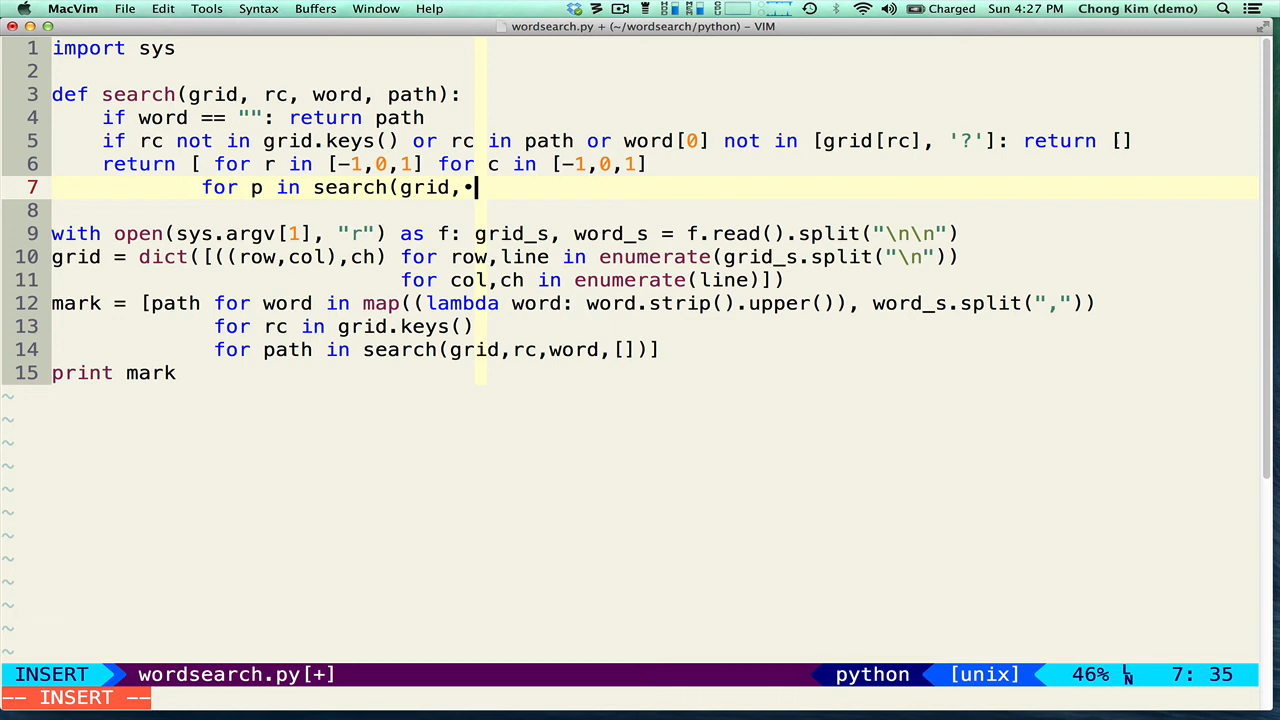 MacVim File Edit Tools Syntax Buffers Window Help Charged Sun 4:27 PM Chong Kim (demo)
wordsearch.py + (~/wordsearch/python) - VIM
1 import sys
2
3 def search(grid, rc, word, path):
4     if word == "": return path
5     if rc not in grid.keys() or rc in path or word[0] not in [grid[rc], '?']: return []
6     return [ for r in [-1,0,1] for c in [-1,0,1]
7             for p in search(grid,•
8
9 with open(sys.argv[1], "r") as f: grid_s, word_s = f.read().split("\n\n")
10 grid = dict([((row,col),ch) for row,line in enumerate(grid_s.split("\n"))
11                             for col,ch in enumerate(line)])
12 mark = [path for word in map((lambda word: word.strip().upper()), word_s.split(","))
13              for rc in grid.keys()
14              for path in search(grid,rc,word,[])]
15 print mark
~
~
~
~
~
~
~
~
~
~
~
~
INSERT wordsearch.py[+] python [unix] 46% LN 7: 35
-- INSERT --